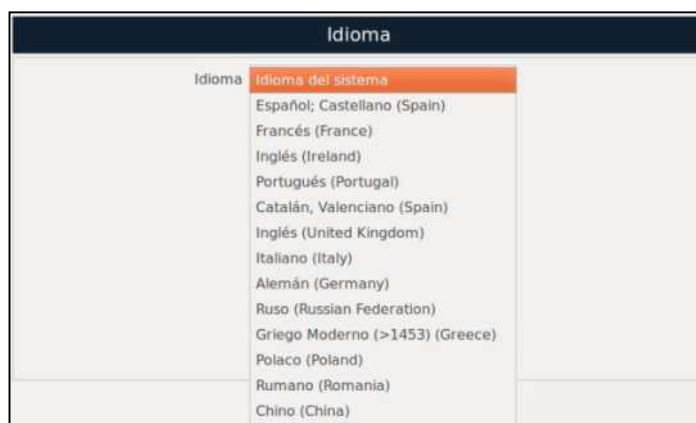 Idioma
Idioma Idioma del sistema
Español; Castellano (Spain)
Francés (France)
Inglés (Ireland)
Portugués (Portugal)
Catalán, Valenciano (Spain)
Inglés (United Kingdom)
Italiano (Italy)
Alemán (Germany)
Ruso (Russian Federation)
Griego Moderno (>1453) (Greece)
Polaco (Poland)
Rumano (Romania)
Chino (China)